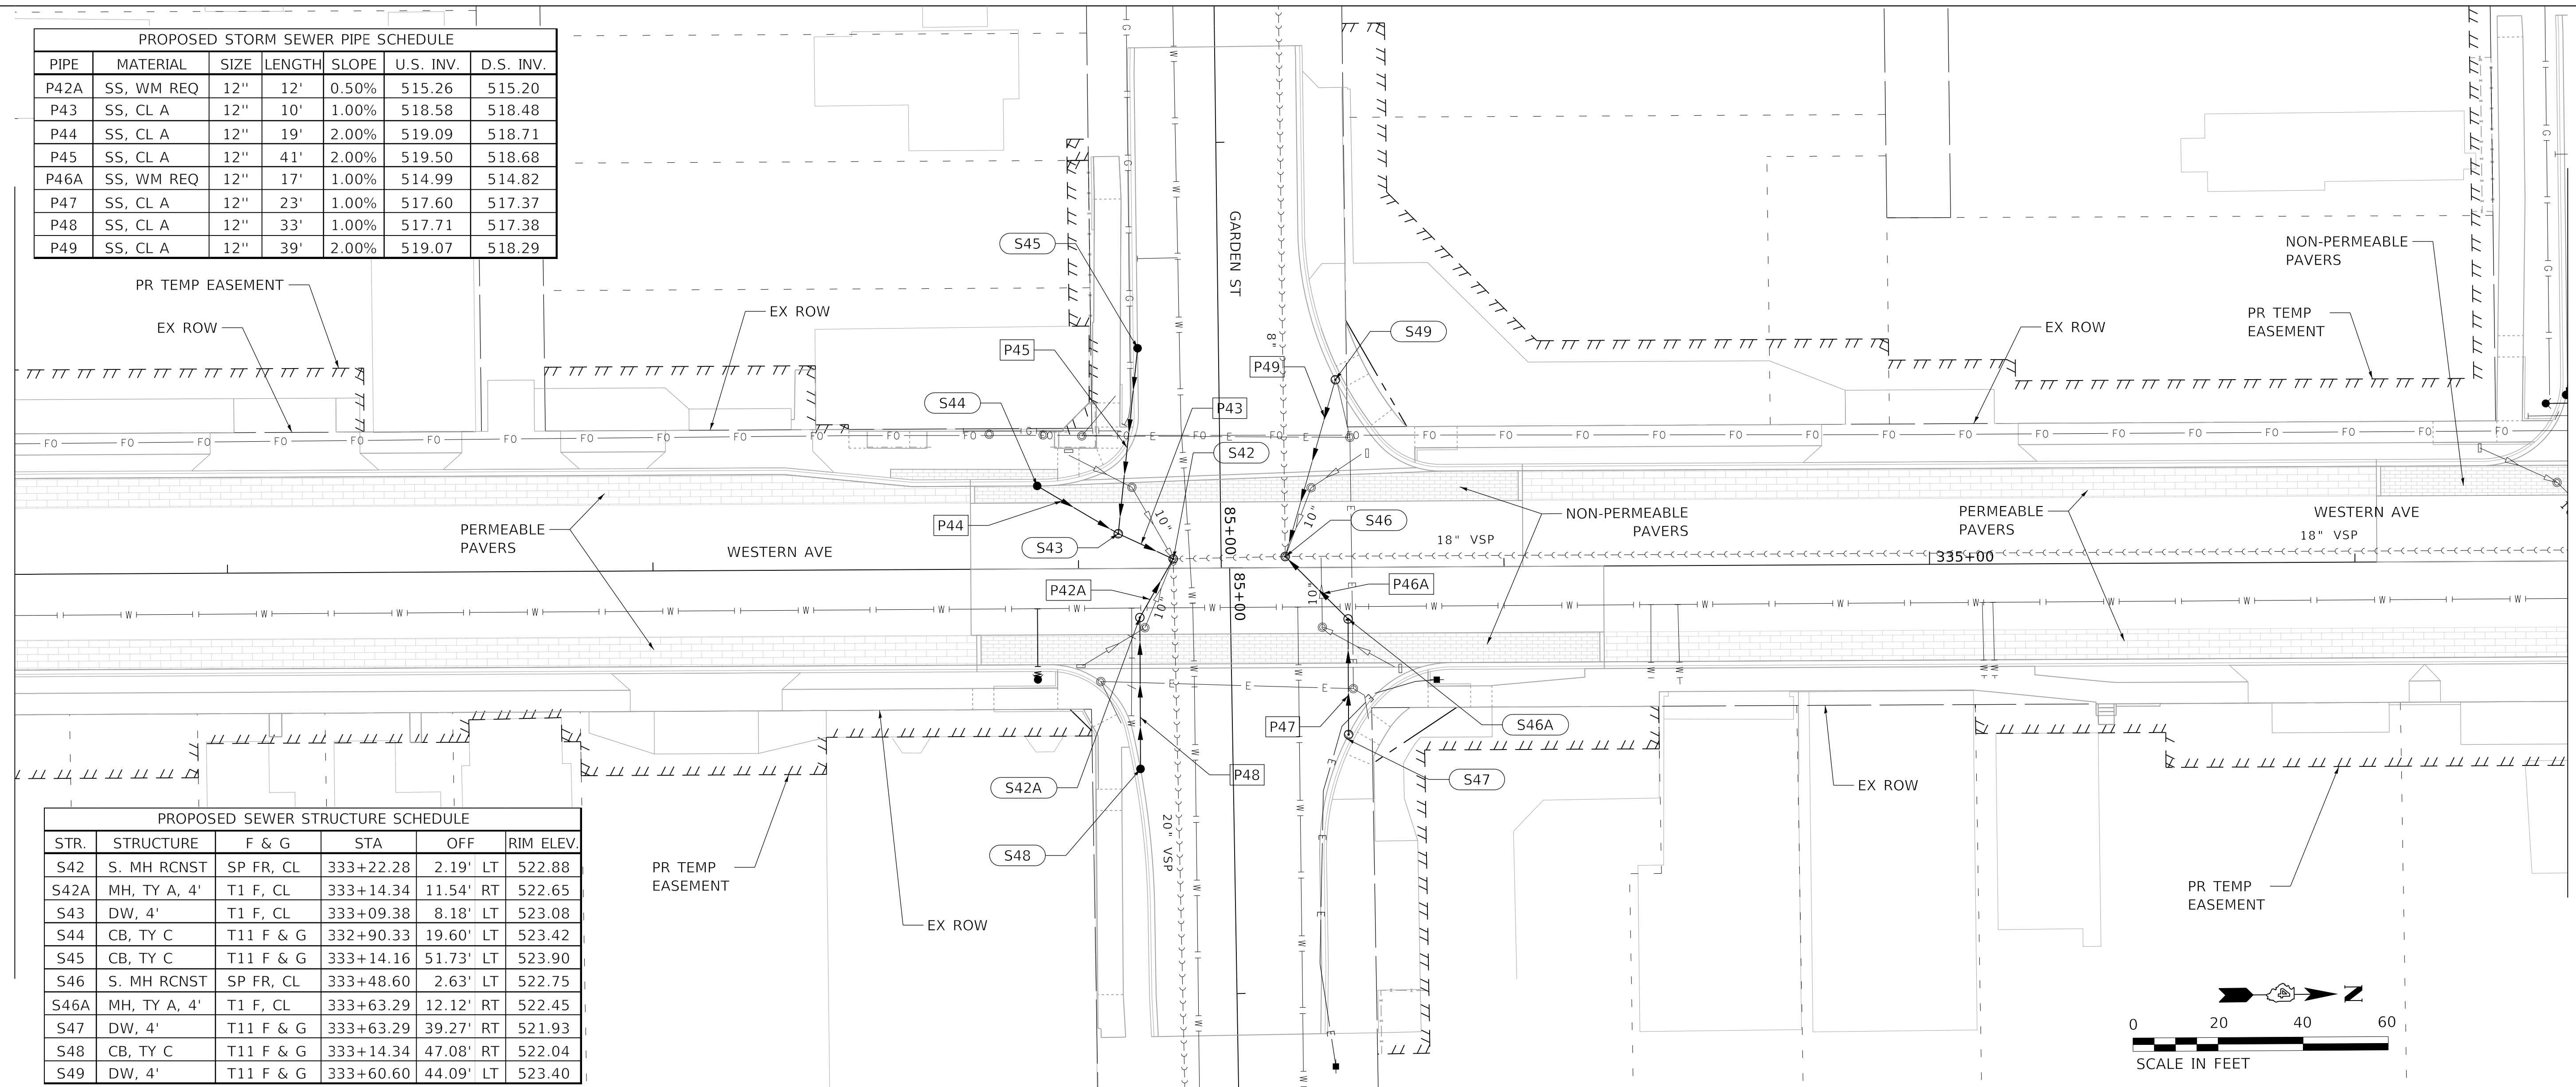 PROPOSED STORM SEWER PIPE SCHEDULE
PIPE MATERIAL SIZE LENGTH SLOPE U.S. INV. D.S. INV.
P42A SS, WM REQ 12'' 12' 0.50% 515.26 515.20
P43 SS, CL A 12'' 10' 1.00% 518.58 518.48
P44 SS, CL A 12'' 19' 2.00% 519.09 518.71
P45 SS, CL A 12'' 41' 2.00% 519.50 518.68
P46A SS, WM REQ 12'' 17' 1.00% 514.99 514.82
P47 SS, CL A 12'' 23' 1.00% 517.60 517.37
P48 SS, CL A 12'' 33' 1.00% 517.71 517.38
P49 SS, CL A 12'' 39' 2.00% 519.07 518.29
PR TEMP EASEMENT
EX ROW
EX ROW
S45
GARDEN ST
8"
P45
S44
P43
S42
P49
S49
EX ROW
NON-PERMEABLE
PAVERS
PR TEMP
EASEMENT
PERMEABLE
PAVERS
P44
S43
WESTERN AVE
10"
85+00
10"
S46
18" VSP
NON-PERMEABLE
PAVERS
PERMEABLE
PAVERS
WESTERN AVE
18" VSP
335+00
P42A
10"
85+00
10"
P46A
P47
S46A
S42A
P48
S47
S48
20" VSP
PR TEMP
EASEMENT
EX ROW
EX ROW
PR TEMP
EASEMENT
PROPOSED SEWER STRUCTURE SCHEDULE
STR. STRUCTURE F & G STA OFF RIM ELEV.
S42 S. MH RCNST SP FR, CL 333+22.28 2.19' LT 522.88
S42A MH, TY A, 4' T1 F, CL 333+14.34 11.54' RT 522.65
S43 DW, 4' T1 F, CL 333+09.38 8.18' LT 523.08
S44 CB, TY C T11 F & G 332+90.33 19.60' LT 523.42
S45 CB, TY C T11 F & G 333+14.16 51.73' LT 523.90
S46 S. MH RCNST SP FR, CL 333+48.60 2.63' LT 522.75
S46A MH, TY A, 4' T1 F, CL 333+63.29 12.12' RT 522.45
S47 DW, 4' T11 F & G 333+63.29 39.27' RT 521.93
S48 CB, TY C T11 F & G 333+14.34 47.08' RT 522.04
S49 DW, 4' T11 F & G 333+60.60 44.09' LT 523.40
N
0 20 40 60
SCALE IN FEET